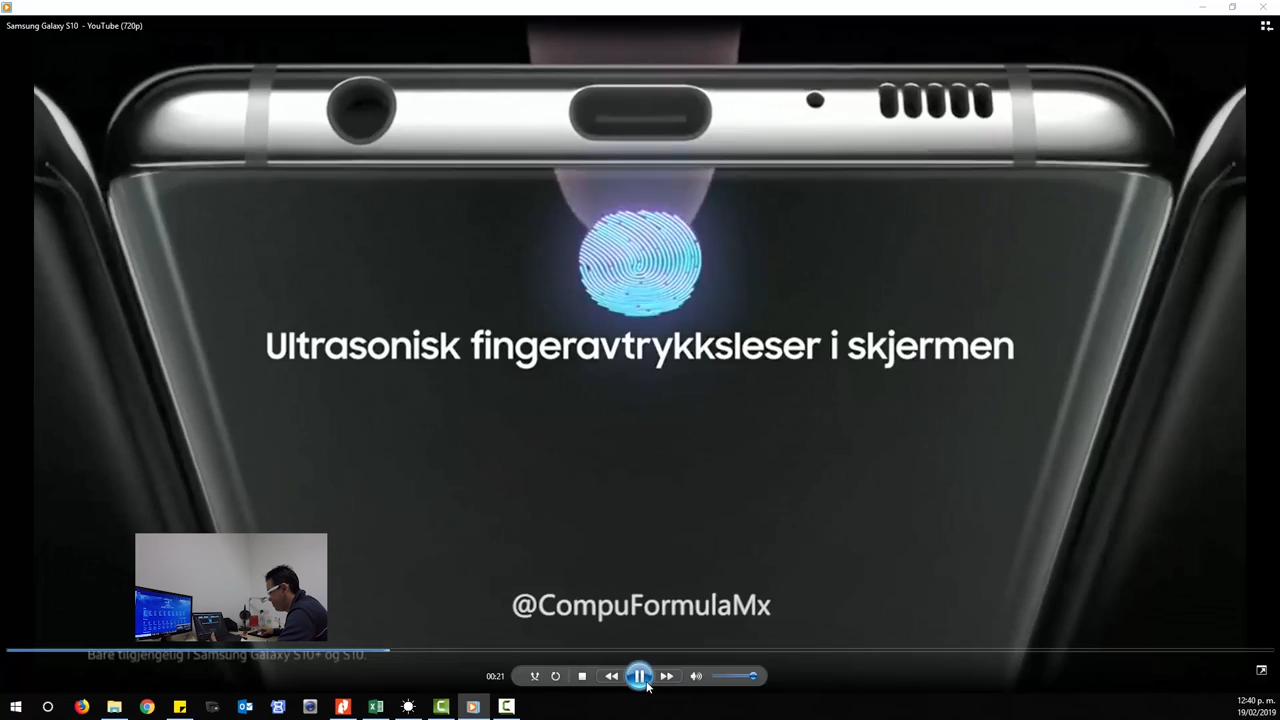 Samsung Galaxy S10 - YouTube (720p)
Ultrasonisk fingeravtrykksleser i skjermen
@CompuFormulaMx
Bare tilgjengelig i Samsung Galaxy S10+ og S10.
00:21
12:40 p. m.
19/02/2019